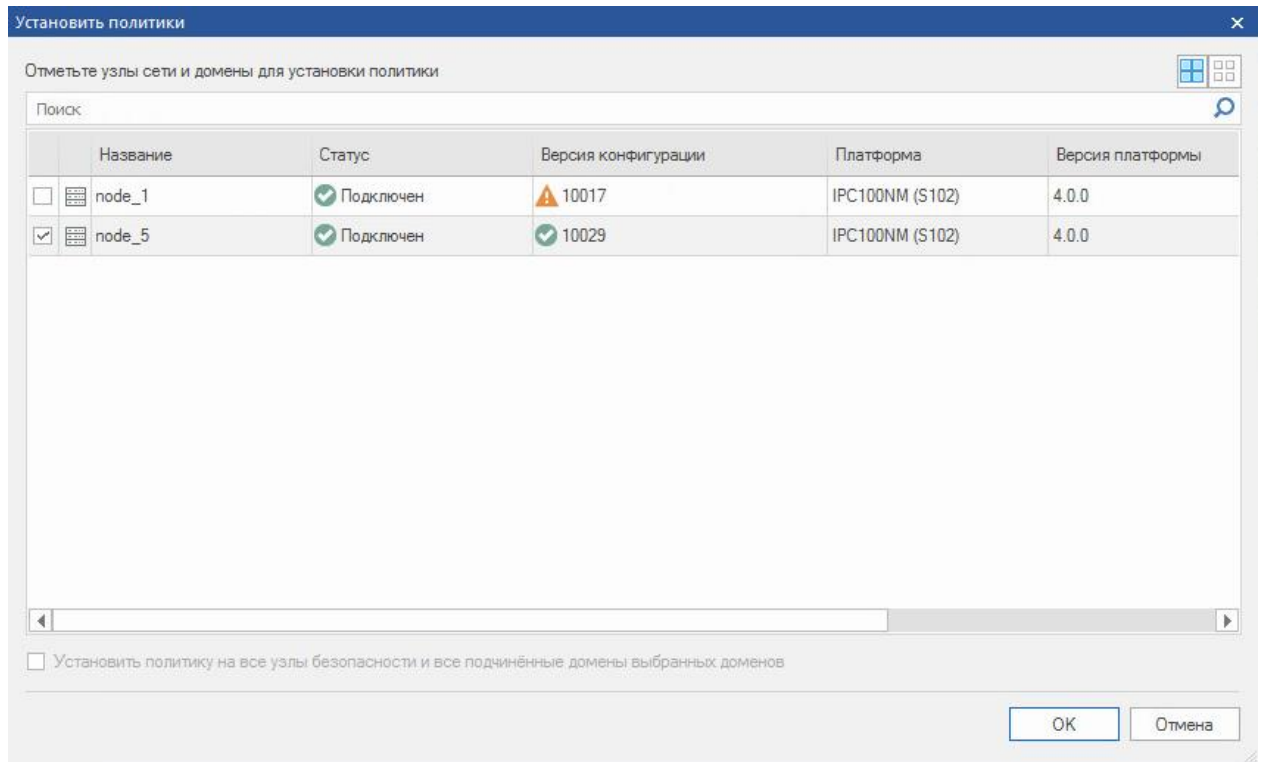 Установить политики
Отметьте узлы сети и домены для установки политики
Поиск
Название Статус Версия конфигурации Платформа Версия платформы
node_1 Подключен 10017 IPC100NM (S102) 4.0.0
node_5 Подключен 10029 IPC100NM (S102) 4.0.0
Установить политику на все узлы безопасности и все подчинённые домены выбранных доменов
OK Отмена